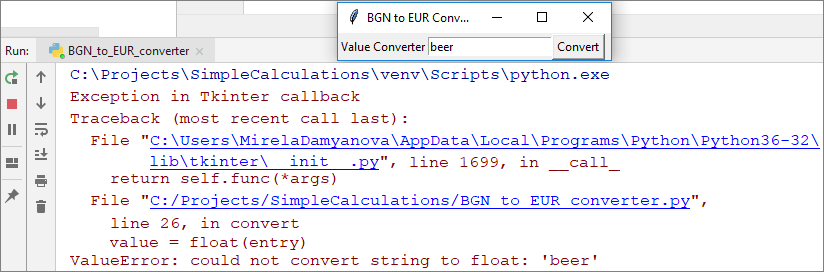 BGN to EUR Conv...
Value Converter beer Convert
Run: BGN_to_EUR_converter
C:\Projects\SimpleCalculations\venv\Scripts\python.exe
Exception in Tkinter callback
Traceback (most recent call last):
File "C:\Users\MirelaDamyanova\AppData\Local\Programs\Python\Python36-32\
lib\tkinter\__init__.py", line 1699, in __call_
return self.func(*args)
File "C:/Projects/SimpleCalculations/BGN_to_EUR_converter.py",
line 26, in convert
value = float(entry)
ValueError: could not convert string to float: 'beer'